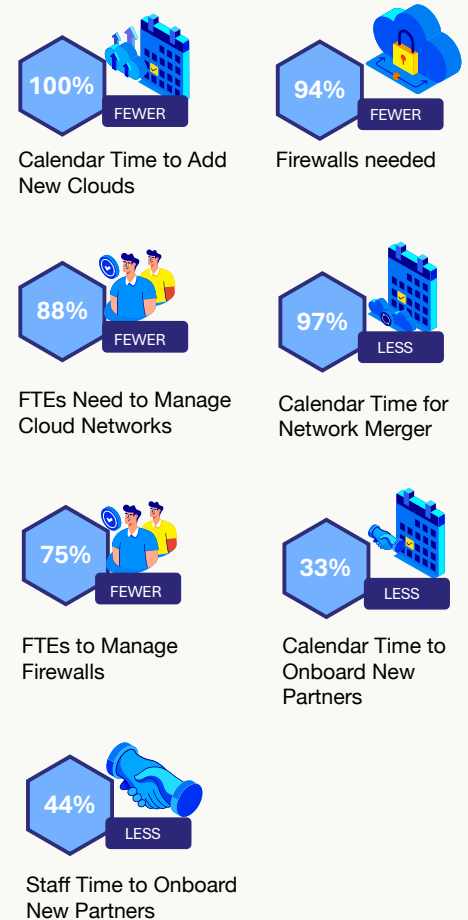 100%
FEWER
Calendar Time to Add
New Clouds
94%
FEWER
Firewalls needed
88%
FEWER
FTEs Need to Manage
Cloud Networks
97%
LESS
Calendar Time for
Network Merger
75%
FEWER
FTEs to Manage
Firewalls
33%
LESS
Calendar Time to
Onboard New
Partners
44%
LESS
Staff Time to Onboard
New Partners